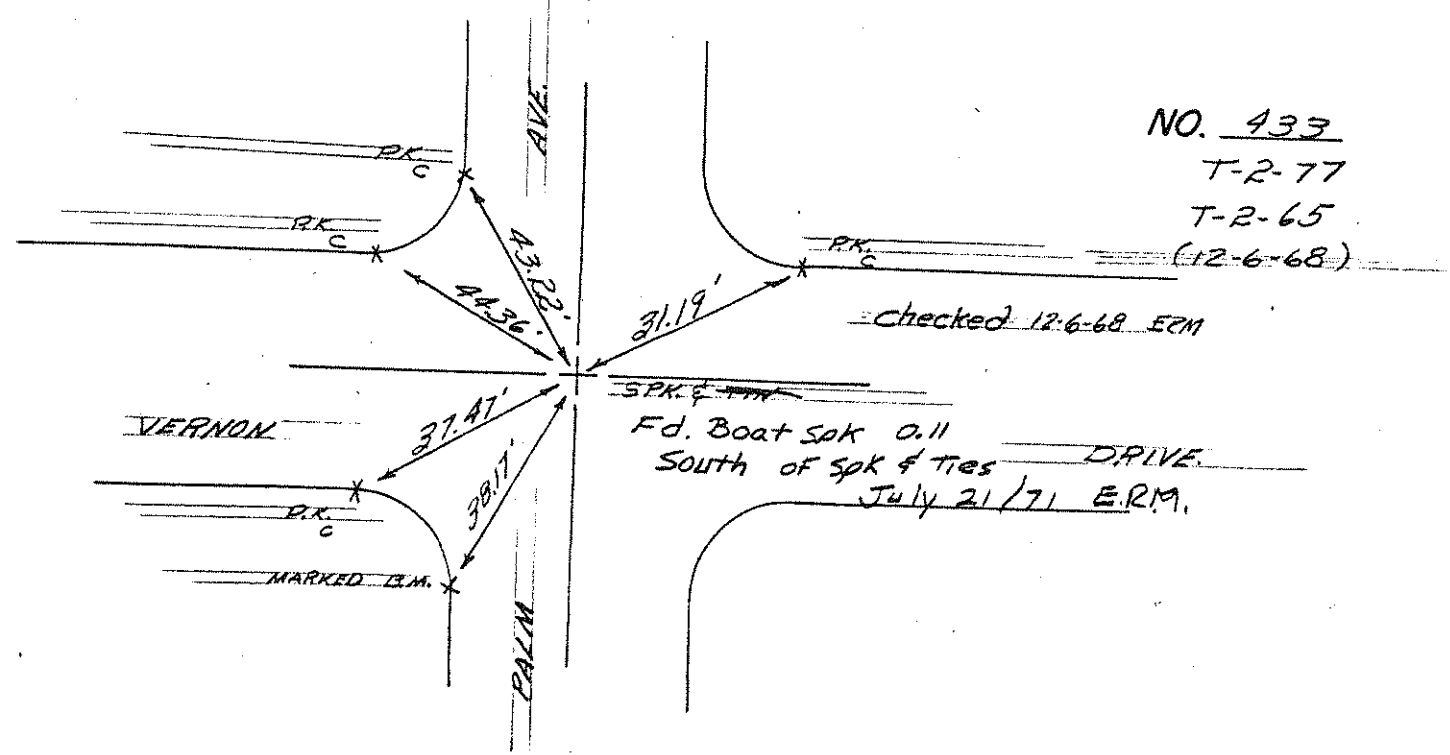 AVE.
NO. 433
T-2-77
T-2-65
(12-6-68)
P.K.
C
P.K.
C
P.K.
C
43.22'
44.36'
31.19'
checked 12-6-68 ERM
SPK. &
Fd. Boat Spk 0.11
South of Spk & Ties
July 21/71 E.R.M.
VERNON
DRIVE.
37.47'
38.17'
P.K.
C
MARKED B.M.
PALM